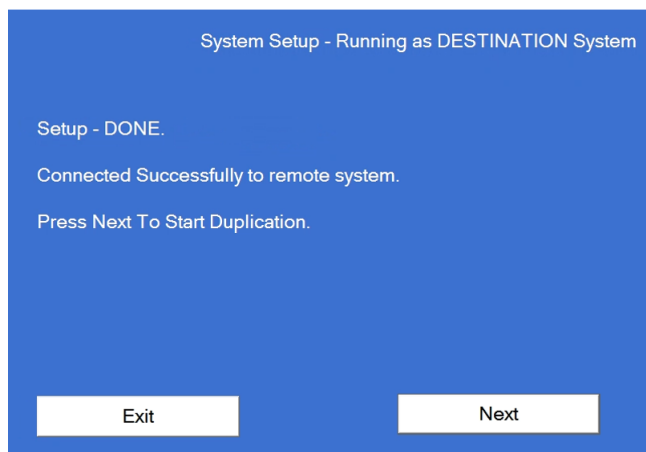 System Setup - Running as DESTINATION System
Setup - DONE.
Connected Successfully to remote system.
Press Next To Start Duplication.
Exit
Next